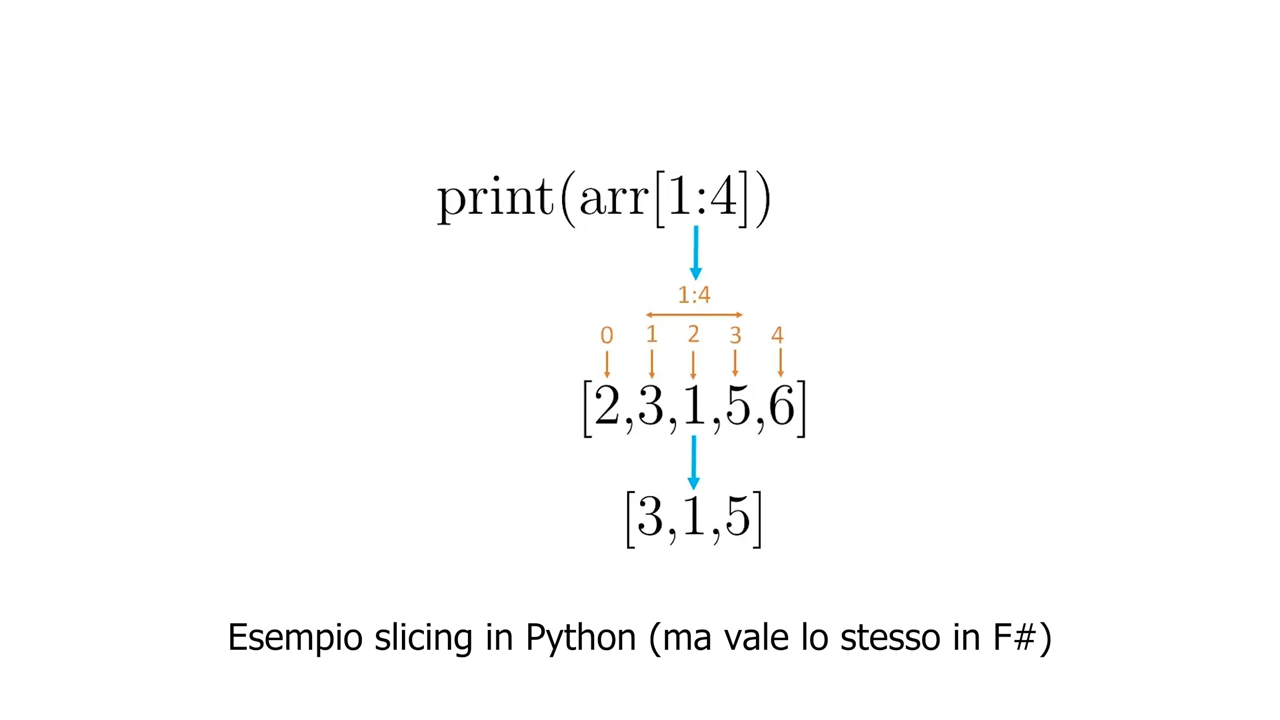 print(arr[1:4])
1:4
0 1 2 3 4
[2,3,1,5,6]
[3,1,5]
Esempio slicing in Python (ma vale lo stesso in F#)